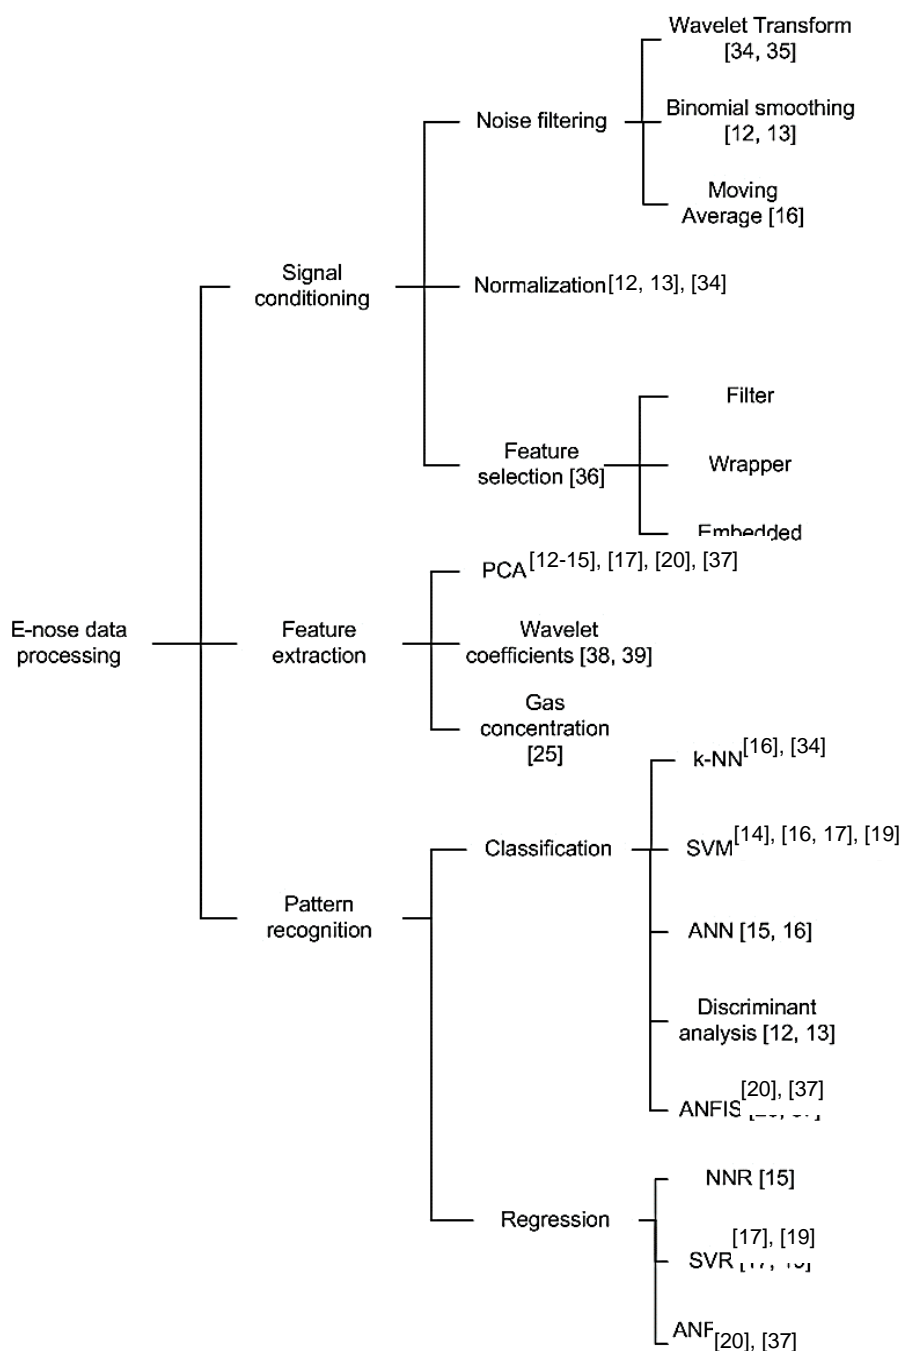 Wavelet Transform
[34, 35]
Binomial smoothing
[12, 13]
Noise filtering
Moving
Average [16]
Signal
conditioning
Normalization [12, 13], [34]
Filter
Feature
selection [36]
Wrapper
Embedded
PCA [12-15], [17], [20], [37]
E-nose data
processing
Feature
extraction
Wavelet
coefficients [38, 39]
Gas
concentration
[25]
k-NN [16], [34]
Classification
SVM [14], [16, 17], [19]
Pattern
recognition
ANN [15, 16]
Discriminant
analysis [12, 13]
ANFIS [20], [37]
NNR [15]
Regression
SVR [17], [19]
ANF [20], [37]